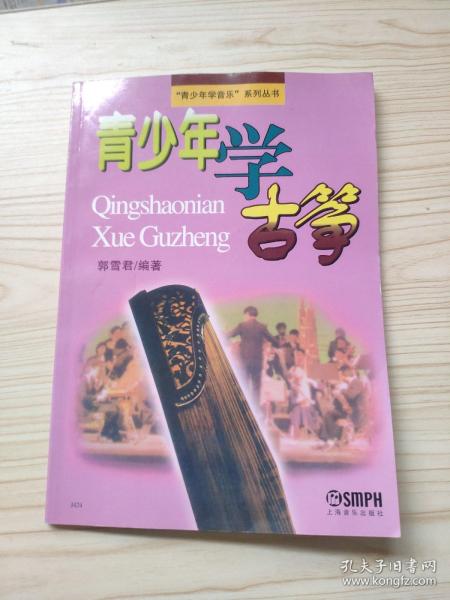 “青少年学音乐”系列丛书
青少年学
古筝
Qingshaonian
Xue Guzheng
郭雪君/编著
SMPH
上海音乐出版社
孔夫子旧书网
www.kongfz.com